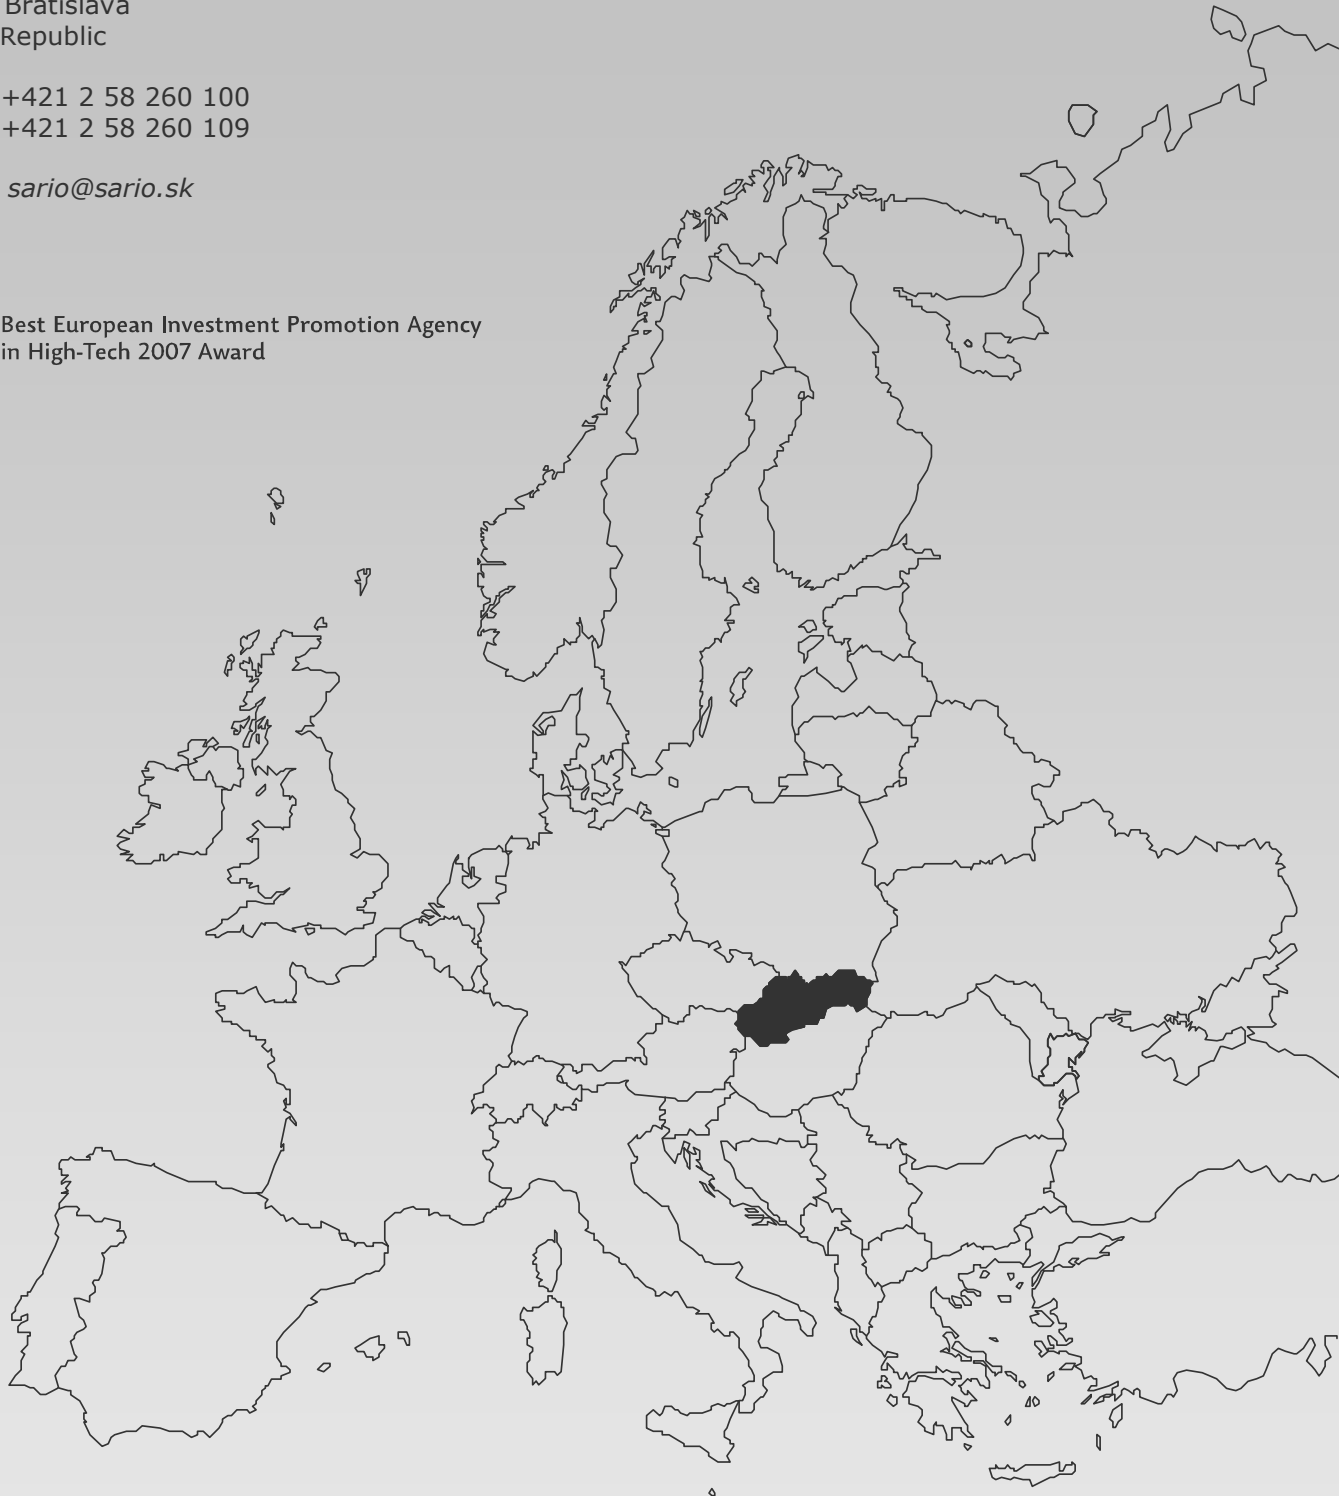 Bratislava
Republic
+421 2 58 260 100
+421 2 58 260 109
sario@sario.sk
Best European Investment Promotion Agency
in High-Tech 2007 Award